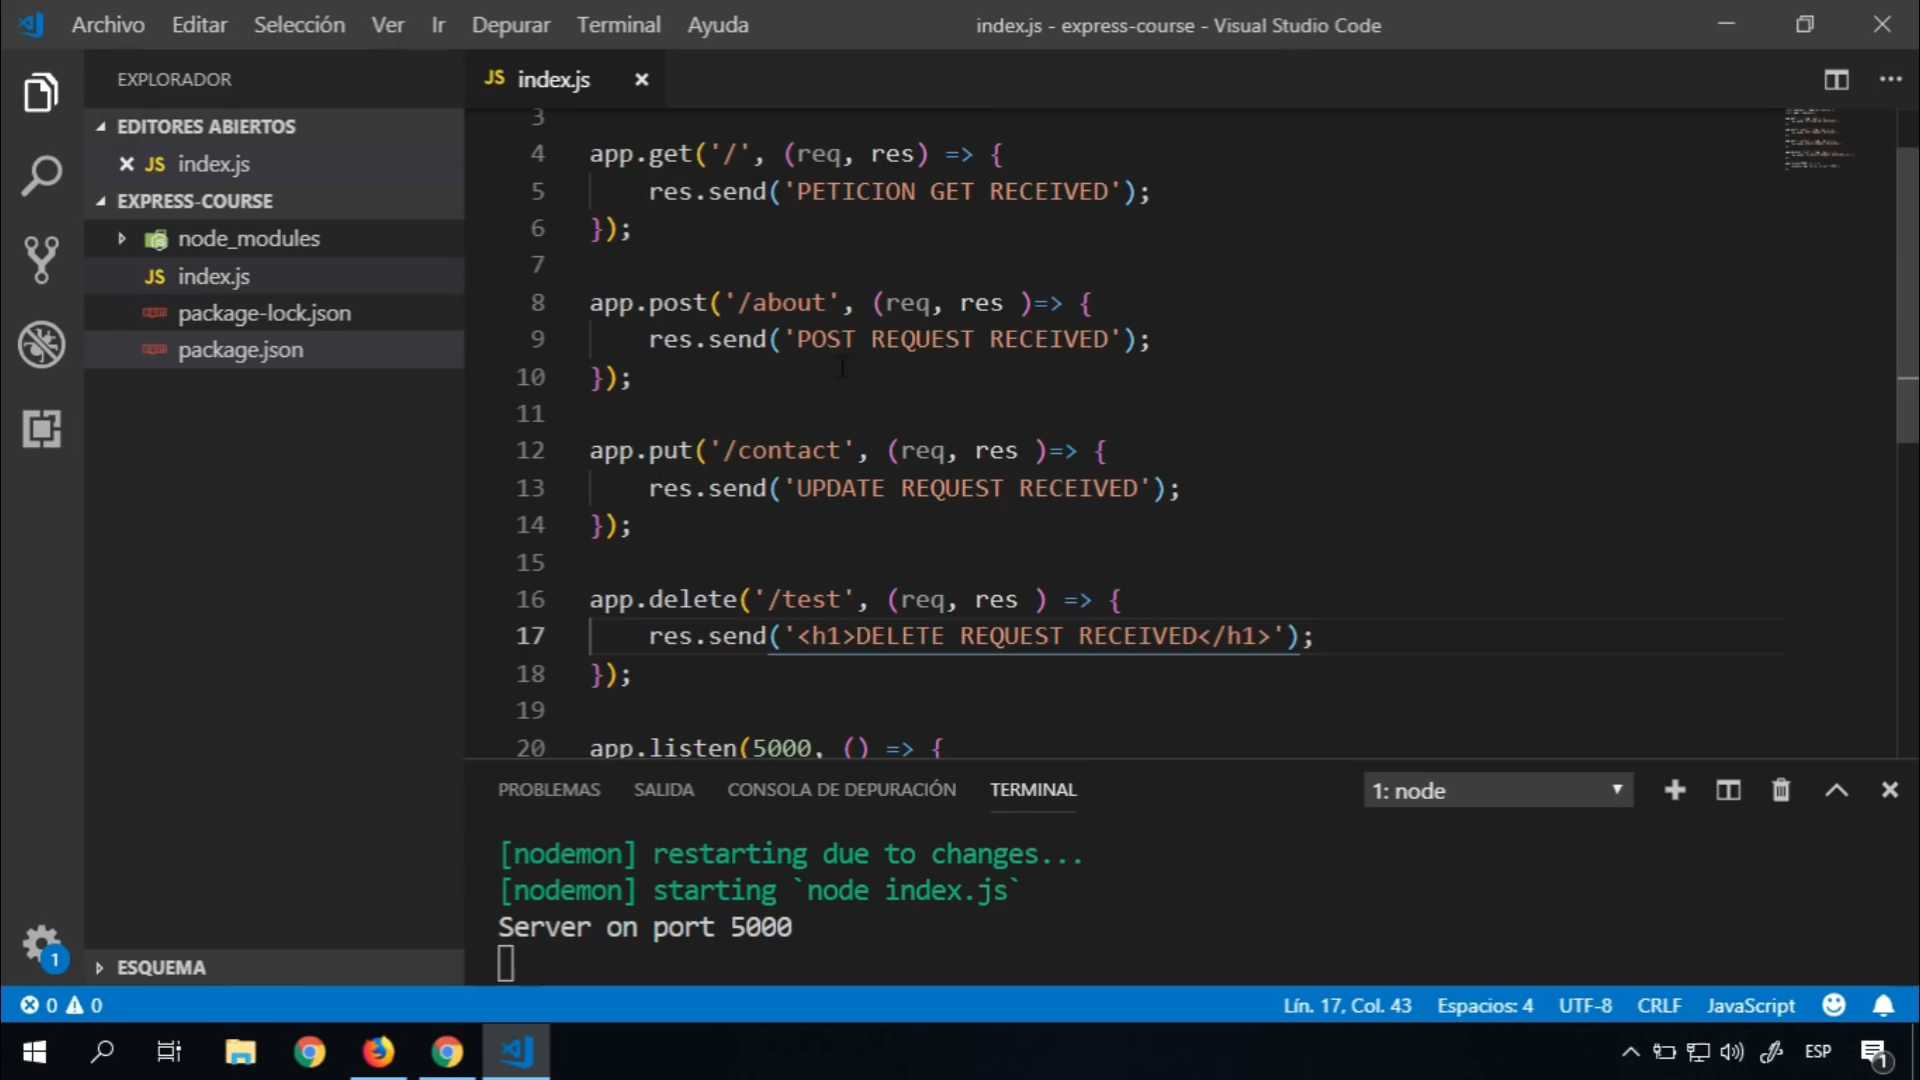 Archivo Editar Selección Ver Ir Depurar Terminal Ayuda index.js - express-course - Visual Studio Code
EXPLORADOR
EDITORES ABIERTOS
JS index.js
EXPRESS-COURSE
node_modules
JS index.js
package-lock.json
package.json
ESQUEMA
JS index.js
3
4 app.get('/', (req, res) => {
5 res.send('PETICION GET RECEIVED');
6 });
7
8 app.post('/about', (req, res )=> {
9 res.send('POST REQUEST RECEIVED');
10 });
11
12 app.put('/contact', (req, res )=> {
13 res.send('UPDATE REQUEST RECEIVED');
14 });
15
16 app.delete('/test', (req, res ) => {
17 res.send('<h1>DELETE REQUEST RECEIVED</h1>');
18 });
19
20 app.listen(5000, () => {
PROBLEMAS SALIDA CONSOLA DE DEPURACIÓN TERMINAL 1: node
[nodemon] restarting due to changes...
[nodemon] starting `node index.js`
Server on port 5000
1
0 0 Lín. 17, Col. 43 Espacios: 4 UTF-8 CRLF JavaScript
ESP 1